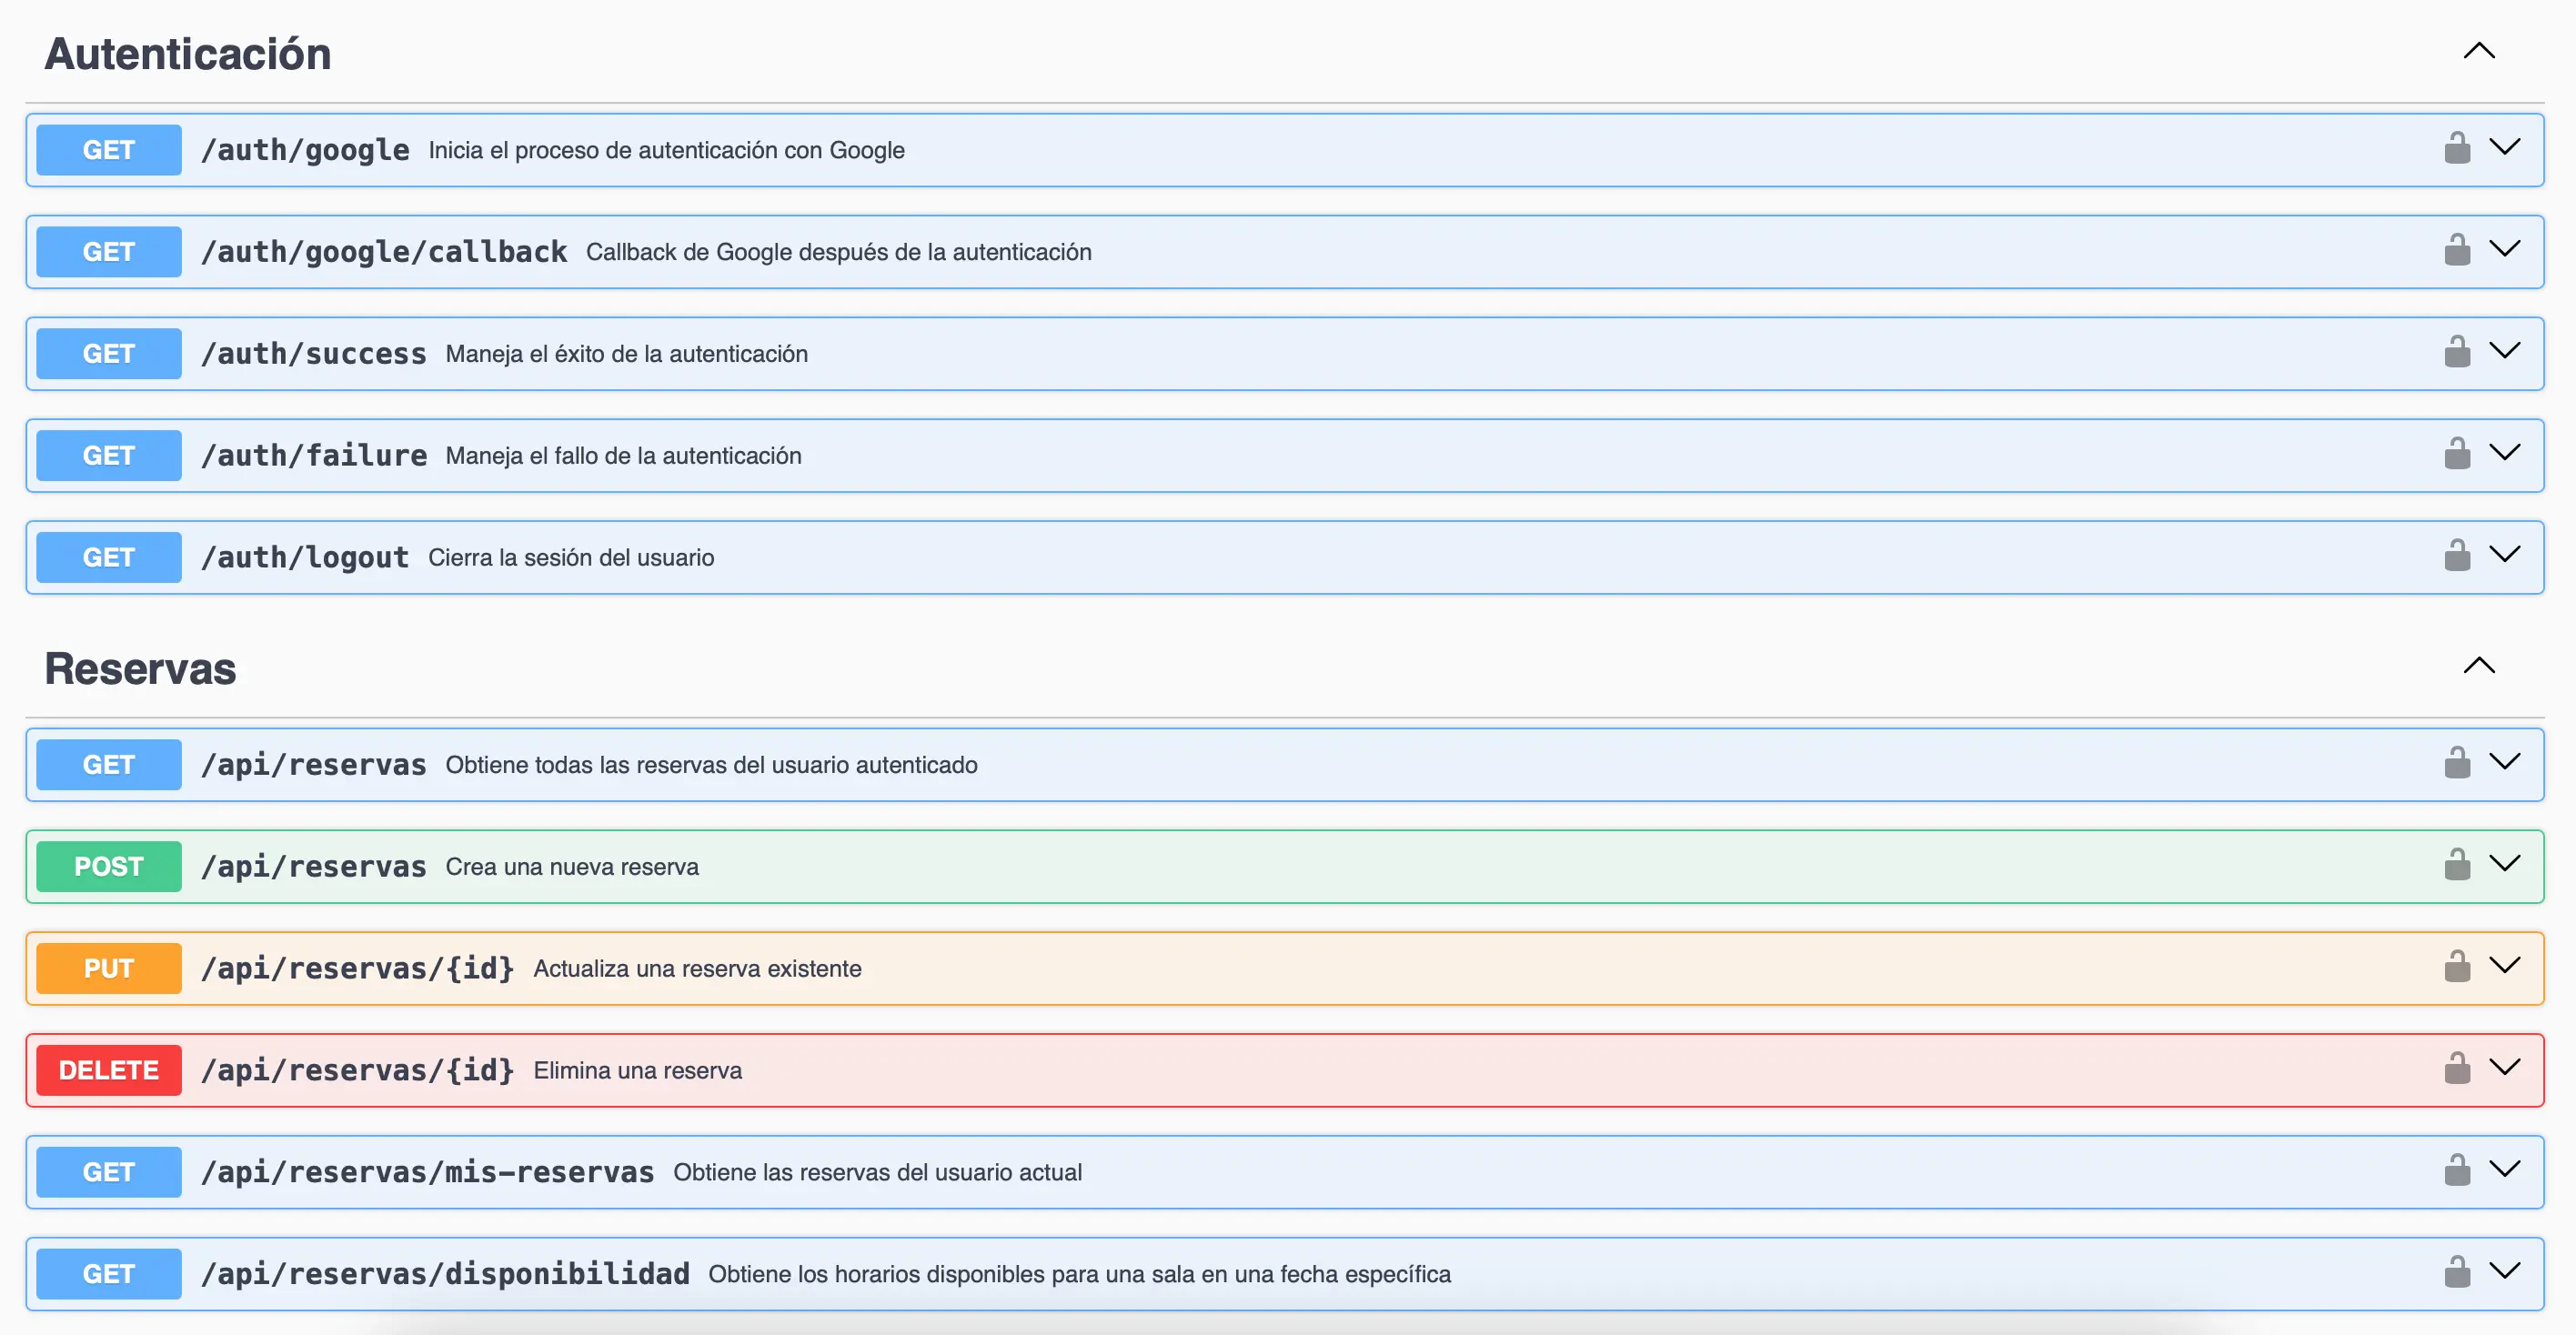 Autenticación
GET /auth/google Inicia el proceso de autenticación con Google
GET /auth/google/callback Callback de Google después de la autenticación
GET /auth/success Maneja el éxito de la autenticación
GET /auth/failure Maneja el fallo de la autenticación
GET /auth/logout Cierra la sesión del usuario
Reservas
GET /api/reservas Obtiene todas las reservas del usuario autenticado
POST /api/reservas Crea una nueva reserva
PUT /api/reservas/{id} Actualiza una reserva existente
DELETE /api/reservas/{id} Elimina una reserva
GET /api/reservas/mis-reservas Obtiene las reservas del usuario actual
GET /api/reservas/disponibilidad Obtiene los horarios disponibles para una sala en una fecha específica